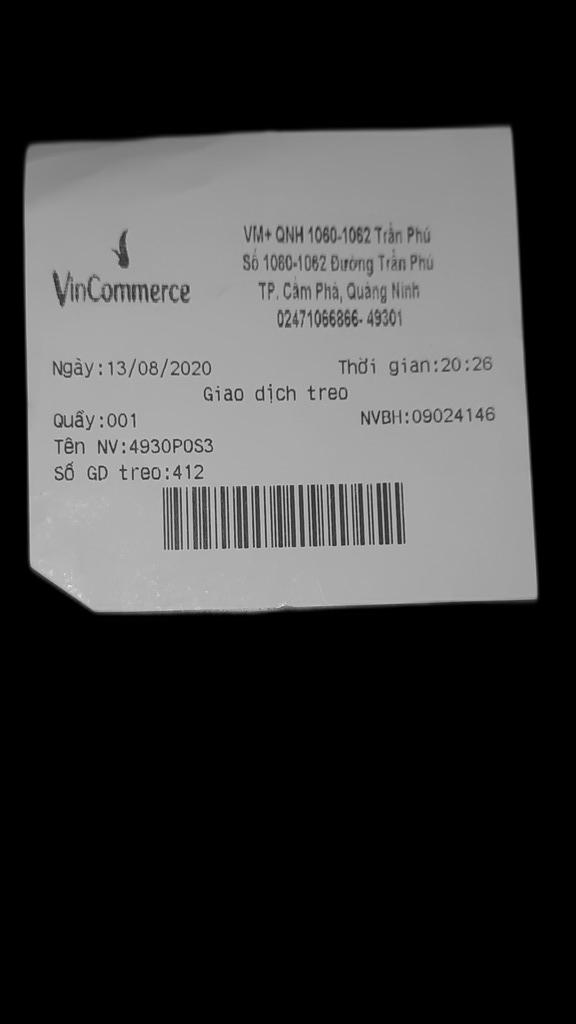 VinCommerce
VM+ QNH 1060-1062 Trần Phú
Số 1060-1062 Đường Trần Phú
TP. Cẩm Phả, Quảng Ninh
02471066866- 49301
Ngày:13/08/2020 Thời gian:20:26
Giao dịch treo
Quầy:001 NVBH:09024146
Tên NV:4930POS3
Số GD treo:412